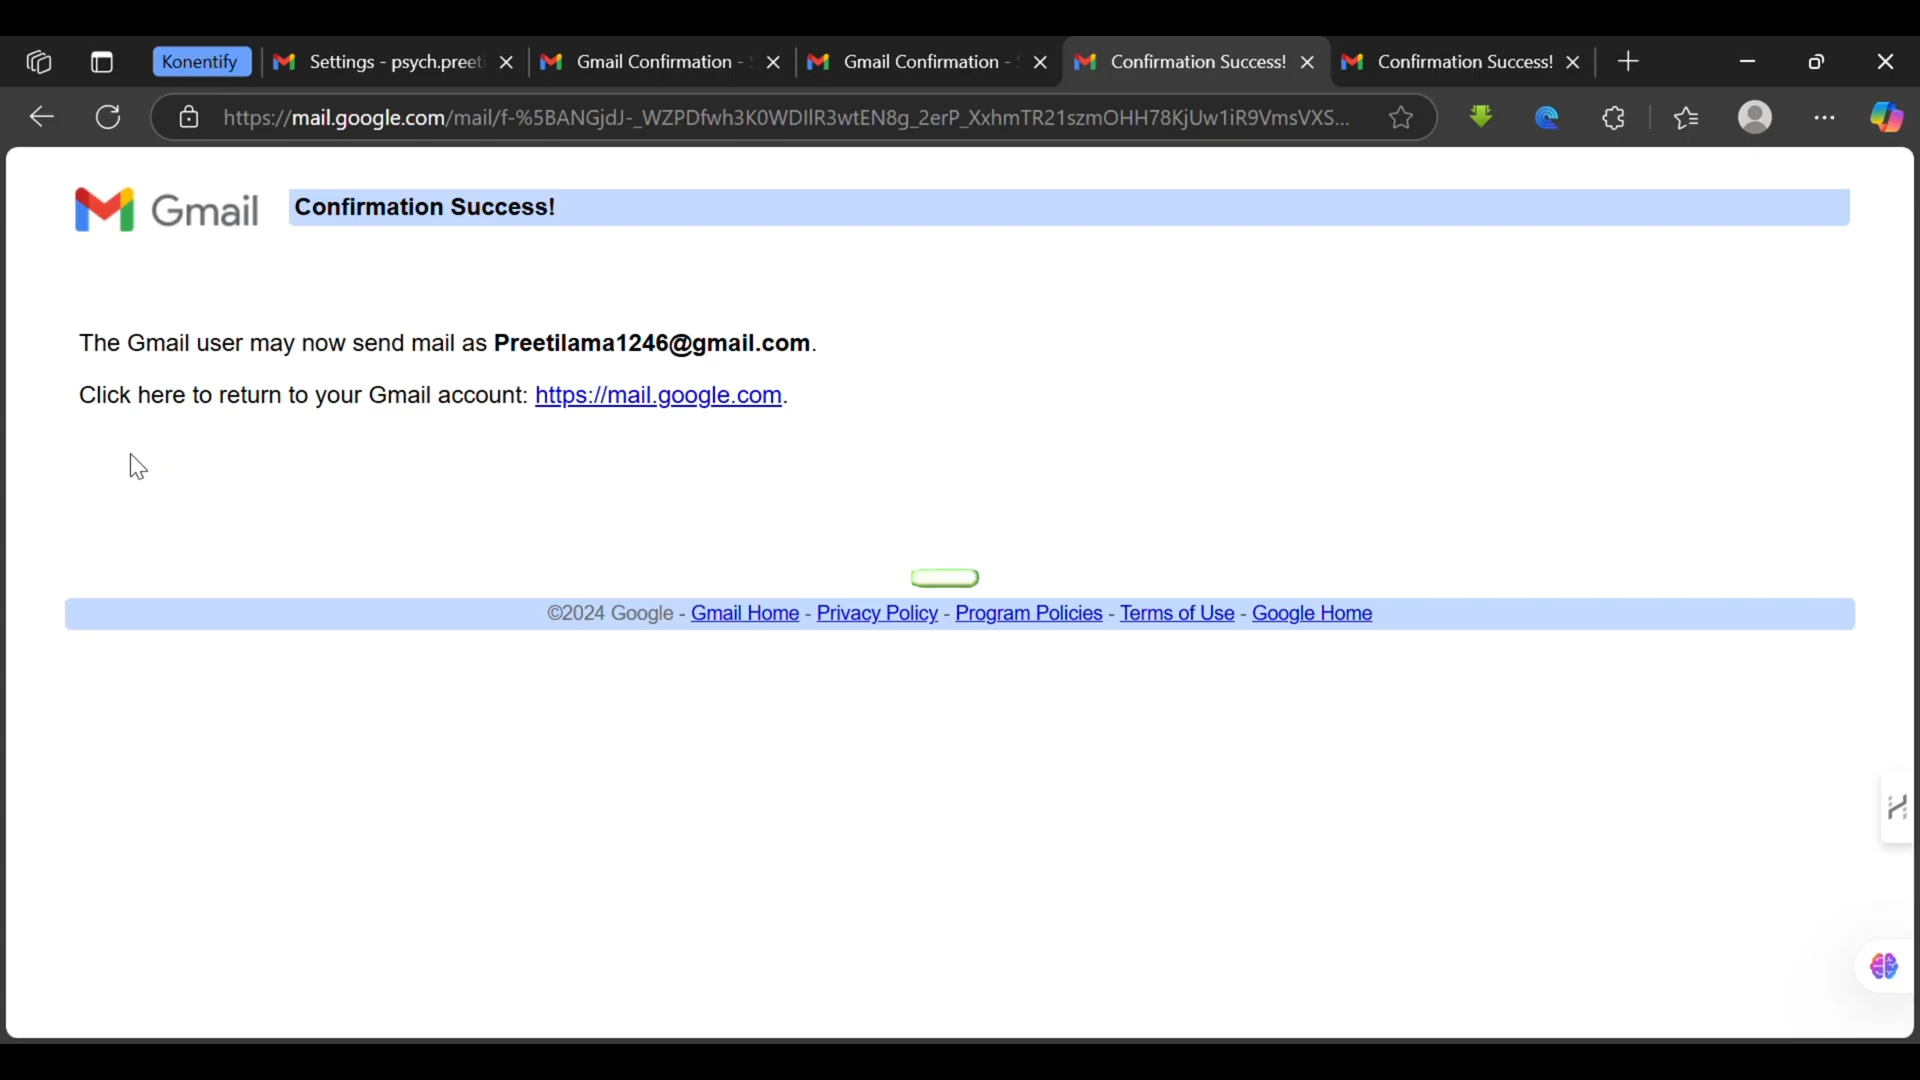 Konentify
Settings - psych.preeti
Gmail Confirmation -
Gmail Confirmation -
Confirmation Success!
Confirmation Success!
https://mail.google.com/mail/f-%5BANGjdJ-_WZPDfwh3K0WDIlR3wtEN8g_2erP_XxhmTR21szmOHH78KjUw1iR9VmsVXS...
Gmail
Confirmation Success!
The Gmail user may now send mail as Preetilama1246@gmail.com.
Click here to return to your Gmail account: https://mail.google.com.
©2024 Google - Gmail Home - Privacy Policy - Program Policies - Terms of Use - Google Home